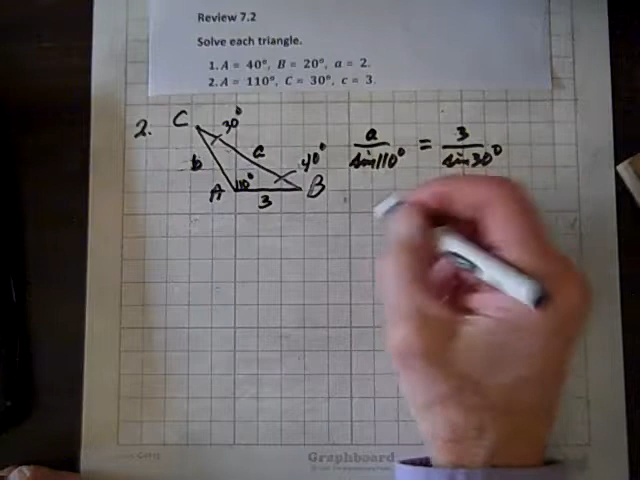 Review 7.2
Solve each triangle.
1. A = 40°, B = 20°, a = 2.
2. A = 110°, C = 30°, c = 3.
2. C 30° a 40° b A 110° 3 B
a/sin110° = 3/sin30°
Graphboard